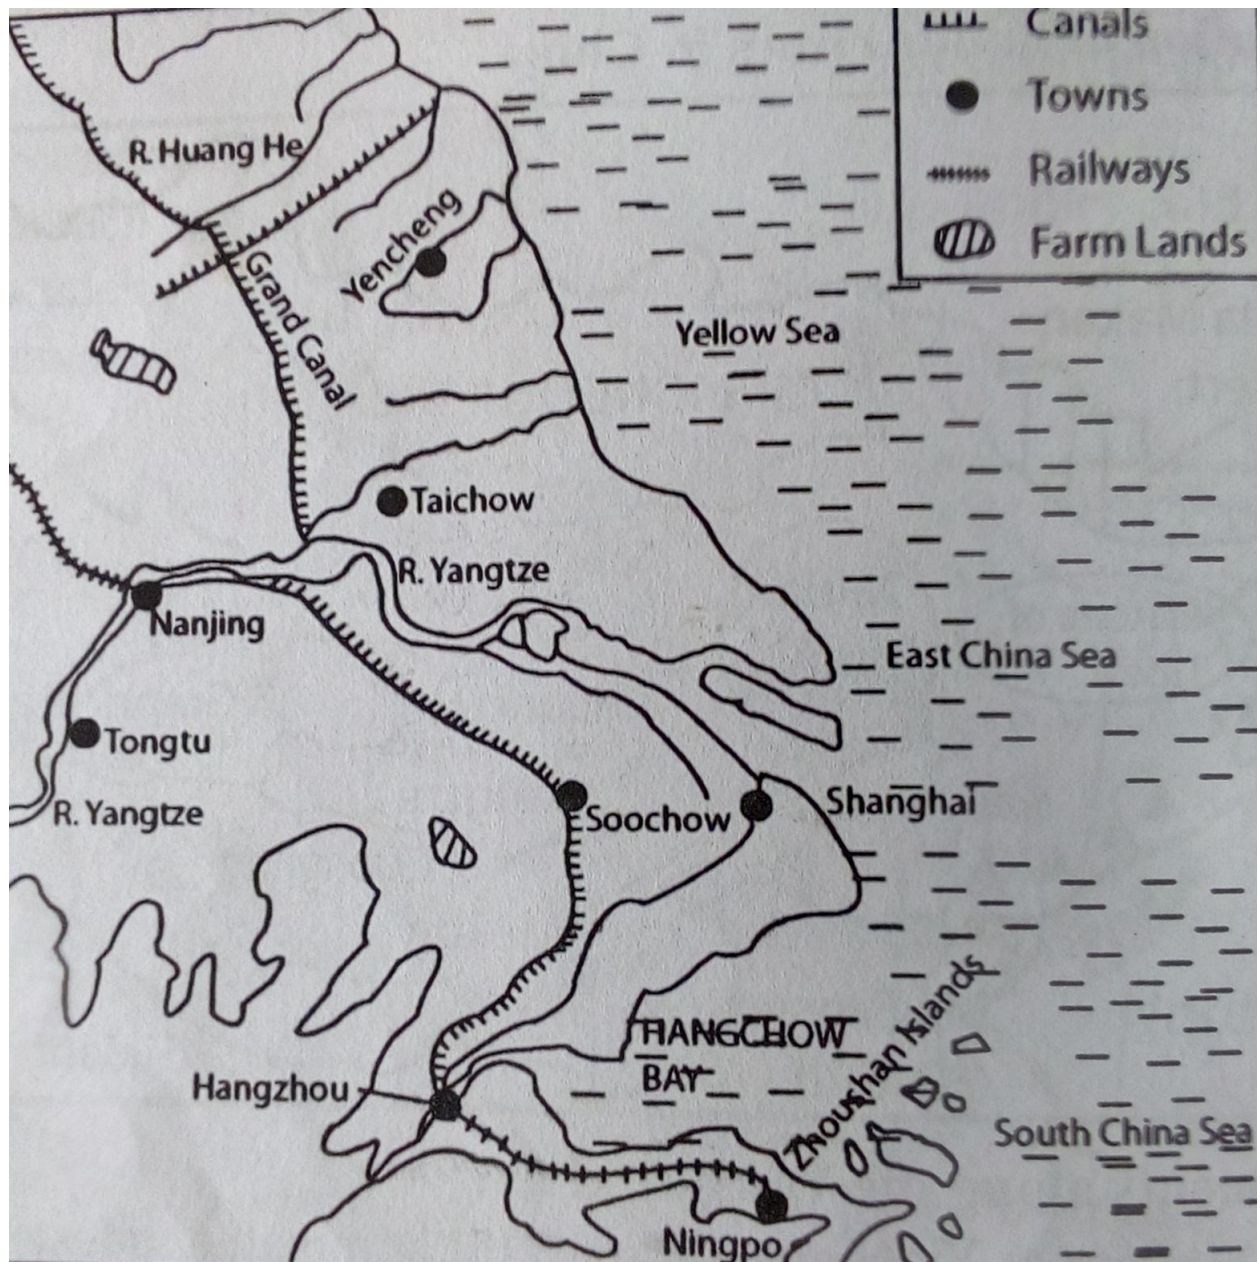 Canals
Towns
Railways
Farm Lands
R. Huang He
Yencheng
Grand Canal
Yellow Sea
Taichow
R. Yangtze
Nanjing
East China Sea
Tongtu
R. Yangtze
Soochow
Shanghai
HANGCHOW
BAY
Zhoushan Islands
Hangzhou
South China Sea
Ningpo